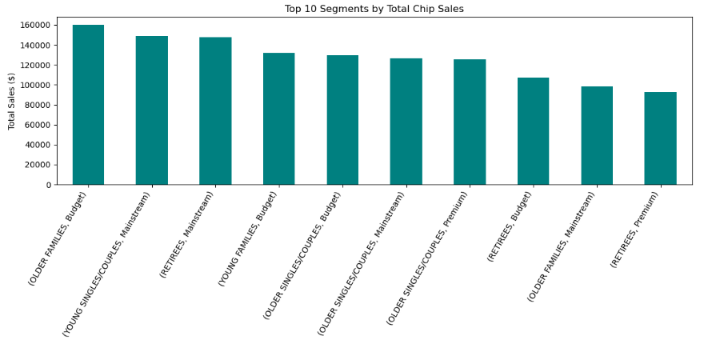 Top 10 Segments by Total Chip Sales
Total Sales ($)
160000
140000
120000
100000
80000
60000
40000
20000
0
(OLDER FAMILIES, Budget)
(YOUNG SINGLES/COUPLES, Mainstream)
(RETIREES, Mainstream)
(YOUNG FAMILIES, Budget)
(OLDER SINGLES/COUPLES, Budget)
(OLDER SINGLES/COUPLES, Mainstream)
(OLDER SINGLES/COUPLES, Premium)
(RETIREES, Budget)
(OLDER FAMILIES, Mainstream)
(RETIREES, Premium)